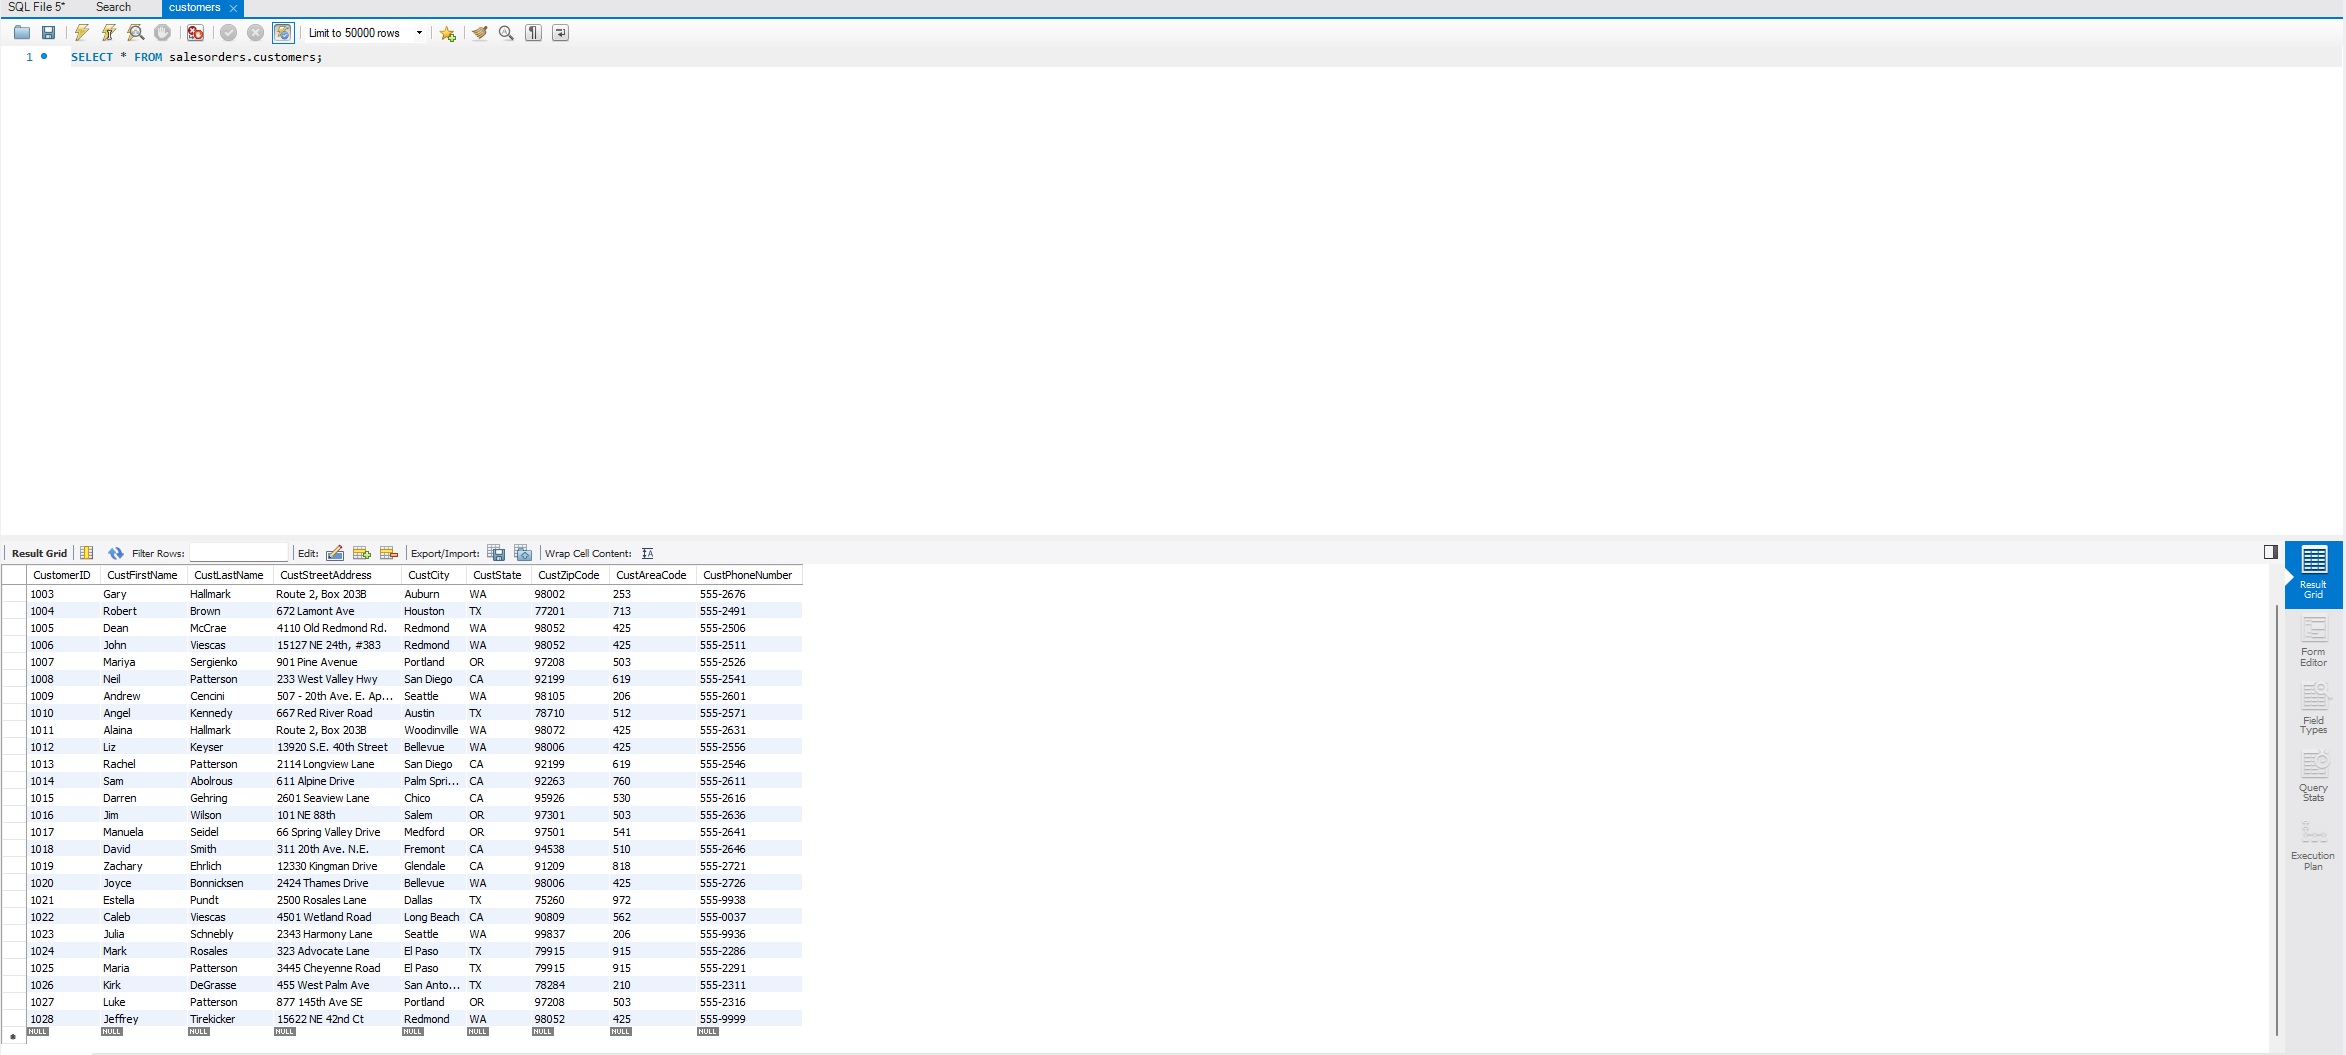 SQL File 5* Search customers
Limit to 50000 rows
1 SELECT * FROM salesorders.customers;
Result Grid Filter Rows: Edit: Export/Import: Wrap Cell Content:
CustomerID CustFirstName CustLastName CustStreetAddress CustCity CustState CustZipCode CustAreaCode CustPhoneNumber
1003 Gary Hallmark Route 2, Box 203B Auburn WA 98002 253 555-2676
1004 Robert Brown 672 Lamont Ave Houston TX 77201 713 555-2491
1005 Dean McCrae 4110 Old Redmond Rd. Redmond WA 98052 425 555-2506
1006 John Viescas 15127 NE 24th, #383 Redmond WA 98052 425 555-2511
1007 Mariya Sergienko 901 Pine Avenue Portland OR 97208 503 555-2526
1008 Neil Patterson 233 West Valley Hwy San Diego CA 92199 619 555-2541
1009 Andrew Cencini 507 - 20th Ave. E. Ap... Seattle WA 98105 206 555-2601
1010 Angel Kennedy 667 Red River Road Austin TX 78710 512 555-2571
1011 Alaina Hallmark Route 2, Box 203B Woodinville WA 98072 425 555-2631
1012 Liz Keyser 13920 S.E. 40th Street Bellevue WA 98006 425 555-2556
1013 Rachel Patterson 2114 Longview Lane San Diego CA 92199 619 555-2546
1014 Sam Abolrous 611 Alpine Drive Palm Spri... CA 92263 760 555-2611
1015 Darren Gehring 2601 Seaview Lane Chico CA 95926 530 555-2616
1016 Jim Wilson 101 NE 88th Salem OR 97301 503 555-2636
1017 Manuela Seidel 66 Spring Valley Drive Medford OR 97501 541 555-2641
1018 David Smith 311 20th Ave. N.E. Fremont CA 94538 510 555-2646
1019 Zachary Ehrlich 12330 Kingman Drive Glendale CA 91209 818 555-2721
1020 Joyce Bonnicksen 2424 Thames Drive Bellevue WA 98006 425 555-2726
1021 Estella Pundt 2500 Rosales Lane Dallas TX 75260 972 555-9938
1022 Caleb Viescas 4501 Wetland Road Long Beach CA 90809 562 555-0037
1023 Julia Schnebly 2343 Harmony Lane Seattle WA 99837 206 555-9936
1024 Mark Rosales 323 Advocate Lane El Paso TX 79915 915 555-2286
1025 Maria Patterson 3445 Cheyenne Road El Paso TX 79915 915 555-2291
1026 Kirk DeGrasse 455 West Palm Ave San Anto... TX 78284 210 555-2311
1027 Luke Patterson 877 145th Ave SE Portland OR 97208 503 555-2316
1028 Jeffrey Tirekicker 15622 NE 42nd Ct Redmond WA 98052 425 555-9999
NULL NULL NULL NULL NULL NULL NULL NULL NULL
Result
Grid
Form
Editor
Field
Types
Query
Stats
Execution
Plan